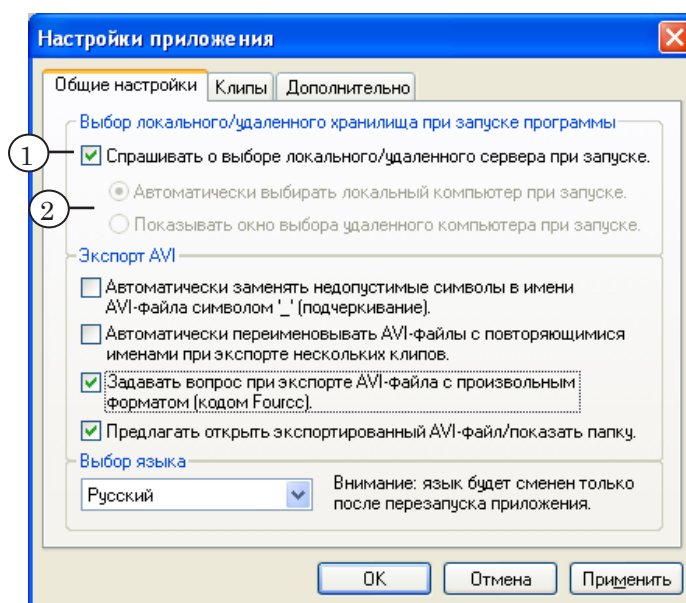 Настройки приложения
Общие настройки Клипы Дополнительно
Выбор локального/удаленного хранилища при запуске программы
1 Спрашивать о выборе локального/удаленного сервера при запуске.
2 Автоматически выбирать локальный компьютер при запуске.
Показывать окно выбора удаленного компьютера при запуске.
Экспорт AVI
Автоматически заменять недопустимые символы в имени
AVI-файла символом '_' (подчеркивание).
Автоматически переименовывать AVI-файлы с повторяющимися
именами при экспорте нескольких клипов.
Задавать вопрос при экспорте AVI-файла с произвольным
форматом (кодом Fourcc).
Предлагать открыть экспортированный AVI-файл/показать папку.
Выбор языка
Русский
Внимание: язык будет сменен только
после перезапуска приложения.
OK Отмена Применить